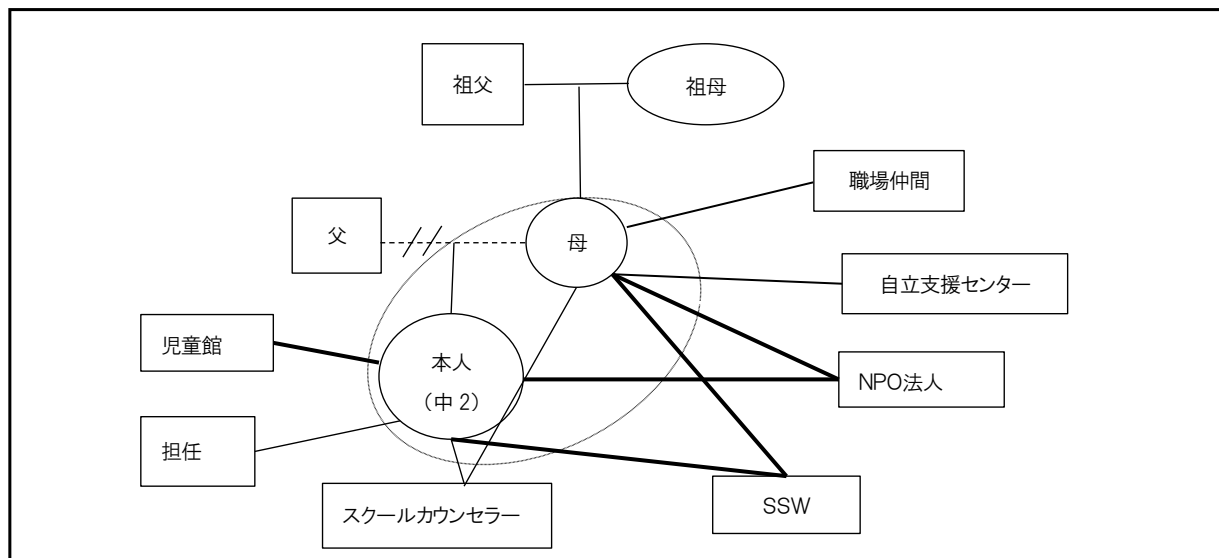 祖父
祖母
職場仲間
父
母
自立支援センター
児童館
本人
（中２）
NPO法人
担任
スクールカウンセラー
SSW